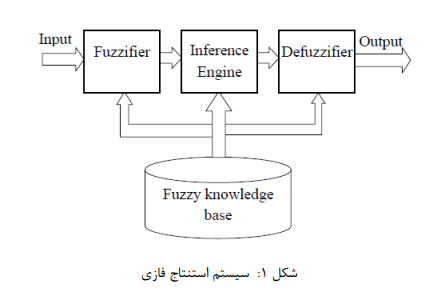 Input
Fuzzifier
Inference
Engine
Defuzzifier
Output
Fuzzy knowledge
base
شکل ۱: سیستم استنتاج فازی